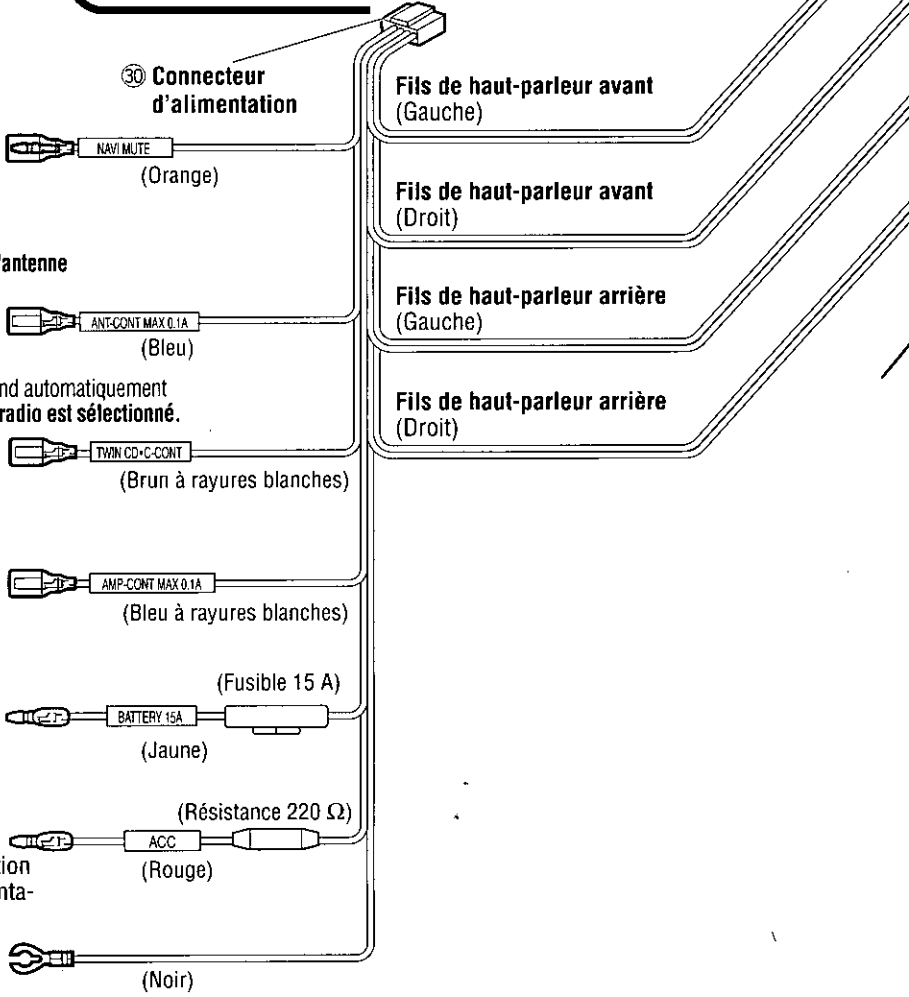 ㉚ Connecteur
d'alimentation
Fils de haut-parleur avant
(Gauche)
NAVI MUTE
(Orange)
Fils de haut-parleur avant
(Droit)
'antenne
Fils de haut-parleur arrière
(Gauche)
ANT-CONT MAX 0.1A
(Bleu)
nd automatiquement
radio est sélectionné.
Fils de haut-parleur arrière
(Droit)
TWIN CD•C-CONT
(Brun à rayures blanches)
AMP-CONT MAX 0.1A
(Bleu à rayures blanches)
(Fusible 15 A)
BATTERY 15A
(Jaune)
(Résistance 220 Ω)
ACC
(Rouge)
tion
nta-
(Noir)